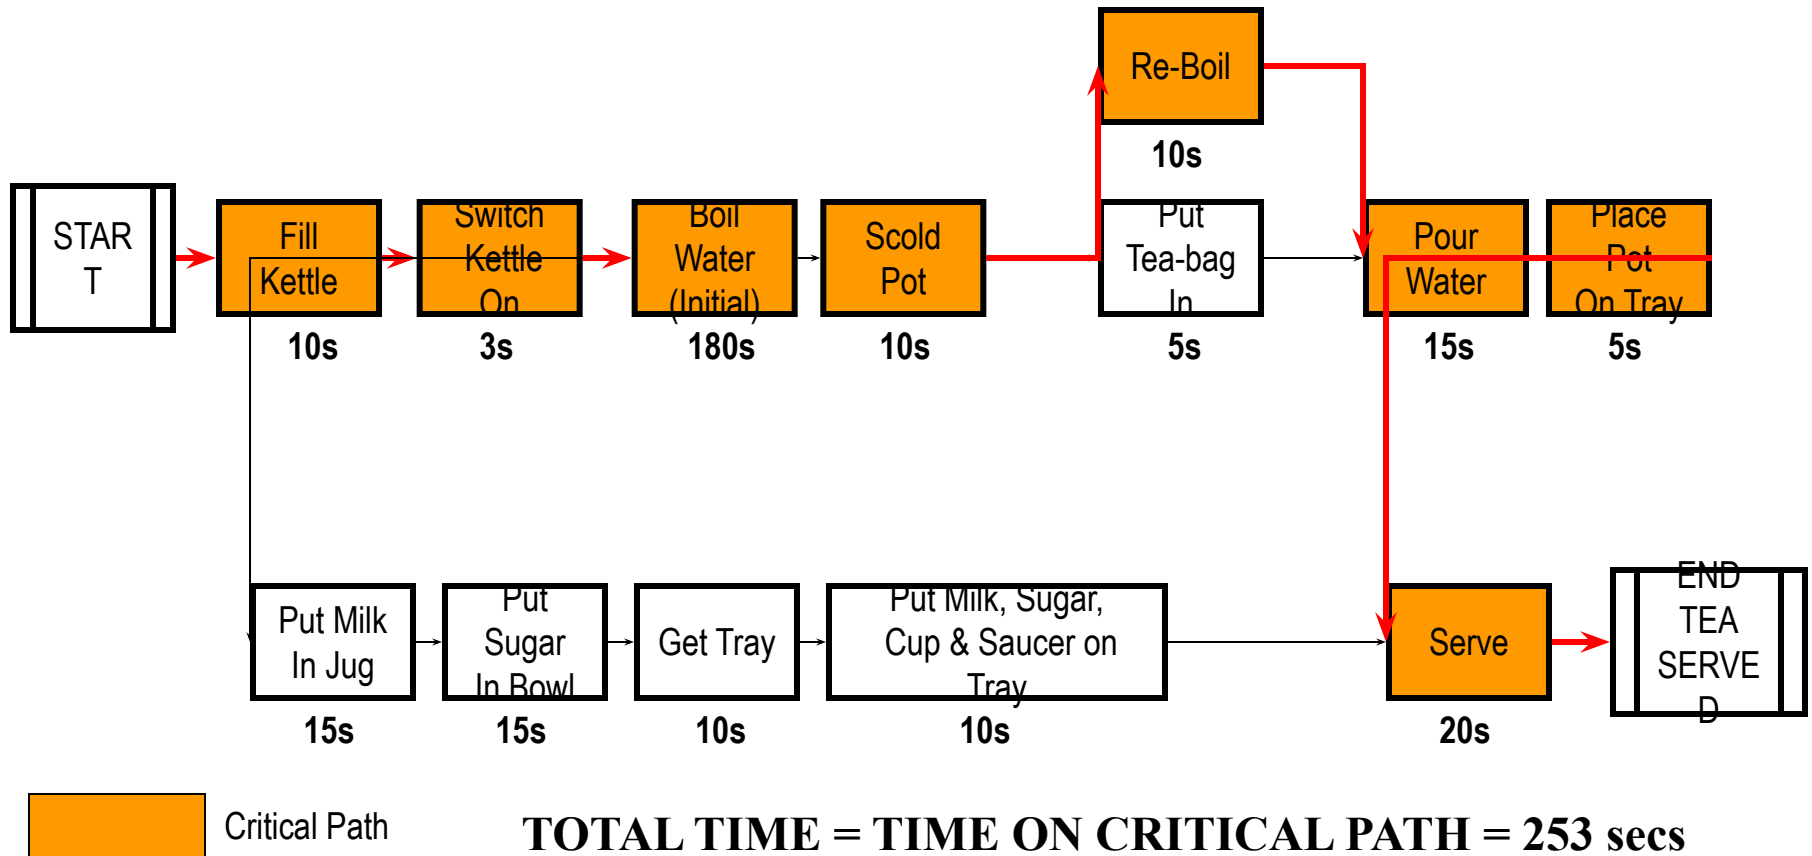 Re-Boil
10s
STAR
T
Fill
Kettle
10s
Switch
Kettle
On
3s
Boil
Water
(Initial)
180s
Scold
Pot
10s
Put
Tea-bag
In
5s
Pour
Water
15s
Place
Pot
On Tray
5s
Put Milk
In Jug
15s
Put
Sugar
In Bowl
15s
Get Tray
10s
Put Milk, Sugar,
Cup & Saucer on
Tray
10s
Serve
20s
END
TEA
SERVE
D
Critical Path
TOTAL TIME = TIME ON CRITICAL PATH = 253 secs